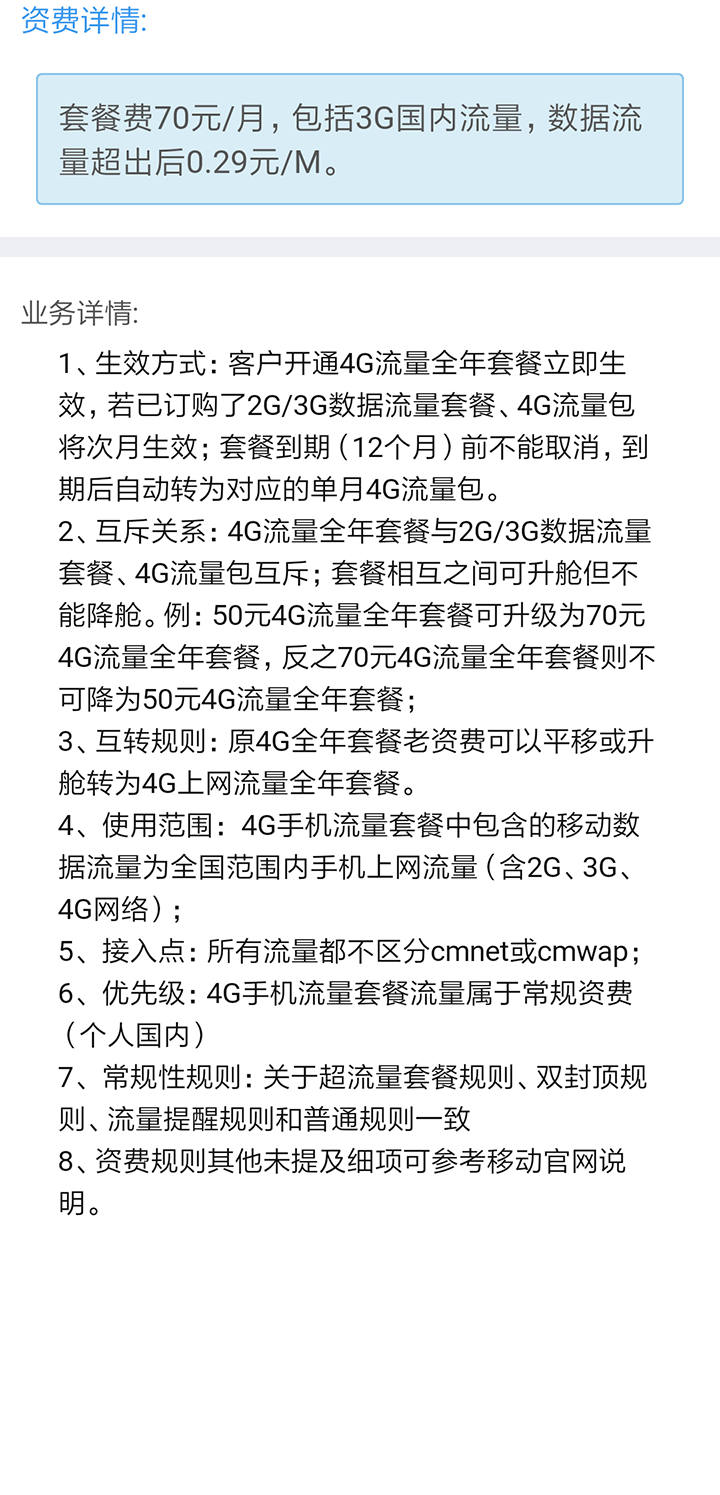 资费详情:
套餐费70元/月，包括3G国内流量，数据流
量超出后0.29元/M。
业务详情:
1、生效方式：客户开通4G流量全年套餐立即生
效，若已订购了2G/3G数据流量套餐、4G流量包
将次月生效；套餐到期（12个月）前不能取消，到
期后自动转为对应的单月4G流量包。
2、互斥关系：4G流量全年套餐与2G/3G数据流量
套餐、4G流量包互斥；套餐相互之间可升舱但不
能降舱。例：50元4G流量全年套餐可升级为70元
4G流量全年套餐，反之70元4G流量全年套餐则不
可降为50元4G流量全年套餐；
3、互转规则：原4G全年套餐老资费可以平移或升
舱转为4G上网流量全年套餐。
4、使用范围：4G手机流量套餐中包含的移动数
据流量为全国范围内手机上网流量（含2G、3G、
4G网络）；
5、接入点：所有流量都不区分cmnet或cmwap；
6、优先级：4G手机流量套餐流量属于常规资费
（个人国内）
7、常规性规则：关于超流量套餐规则、双封顶规
则、流量提醒规则和普通规则一致
8、资费规则其他未提及细项可参考移动官网说
明。